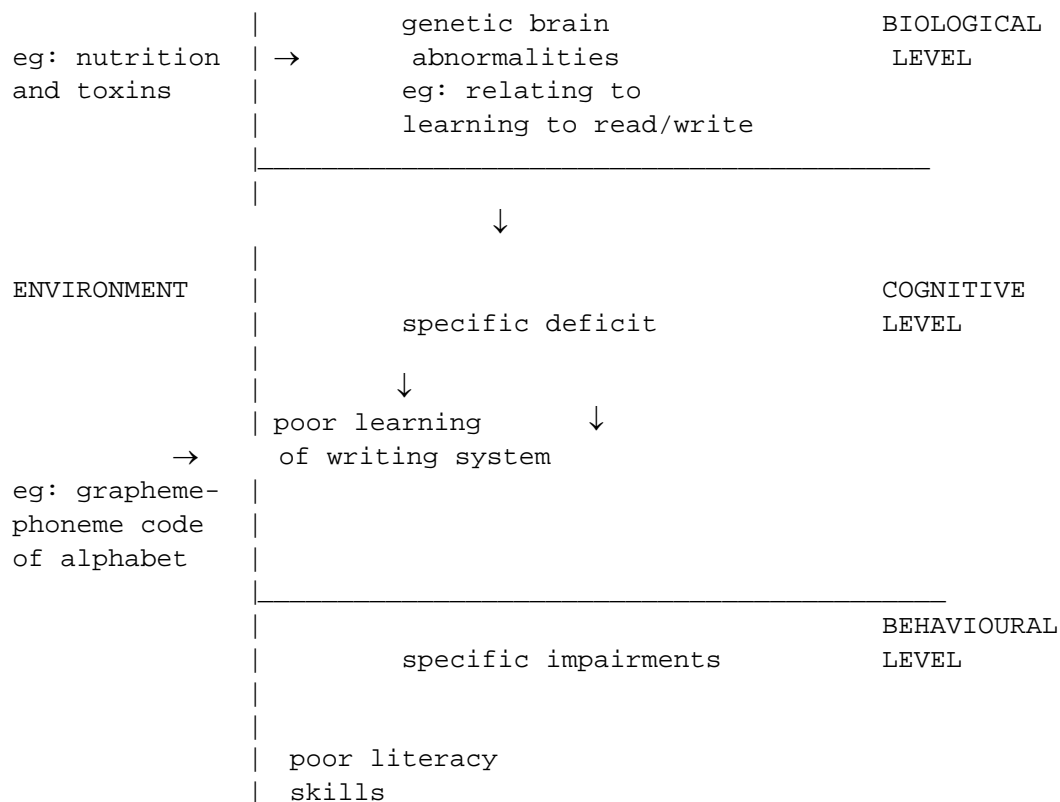 genetic brain BIOLOGICAL
eg: nutrition → abnormalities LEVEL
and toxins eg: relating to
learning to read/write
↓
ENVIRONMENT COGNITIVE
specific deficit LEVEL
↓
poor learning ↓
→ of writing system
eg: grapheme-
phoneme code
of alphabet
BEHAVIOURAL
specific impairments LEVEL
poor literacy
skills